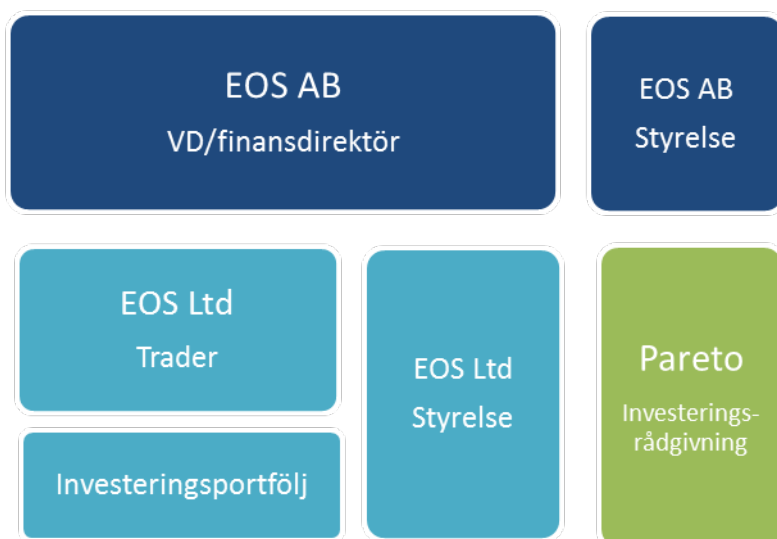 EOS AB
VD/finansdirektör
EOS AB
Styrelse
EOS Ltd
Trader
Investeringsportfölj
EOS Ltd
Styrelse
Pareto
Investerings-
rådgivning